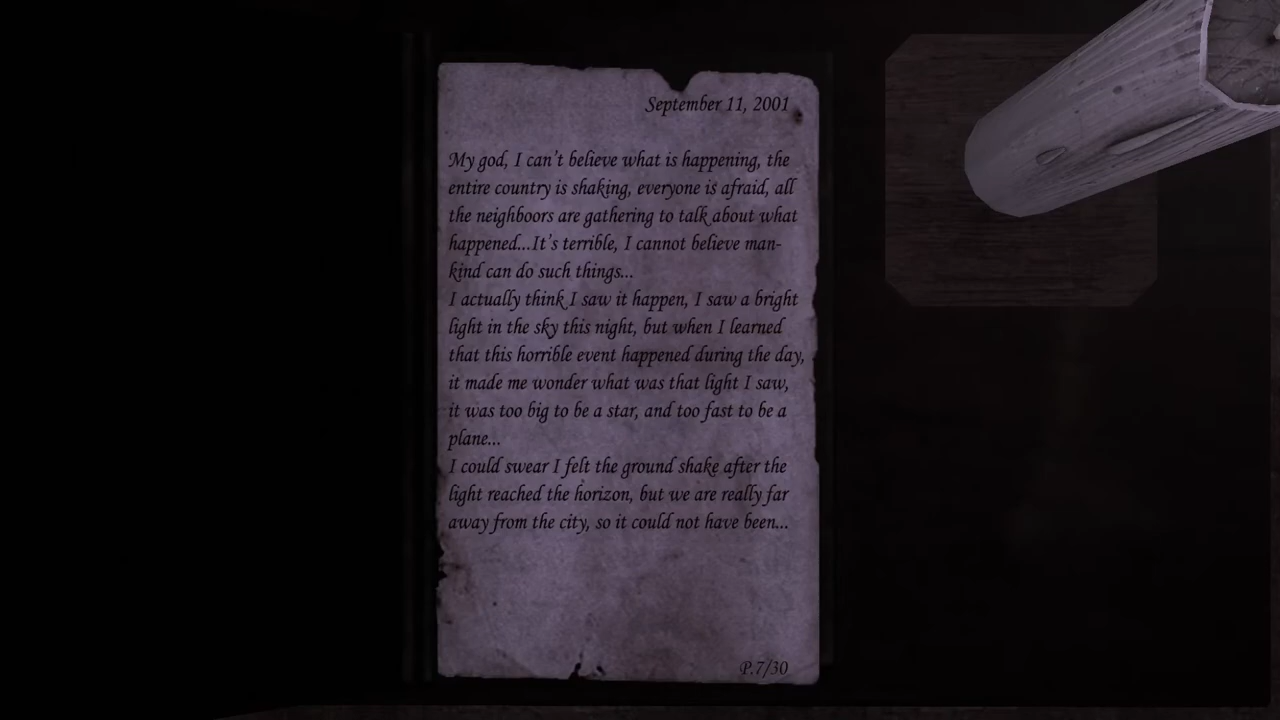 September 11, 2001
My god, I can't believe what is happening, the
entire country is shaking, everyone is afraid, all
the neighboors are gathering to talk about what
happened...It's terrible, I cannot believe man-
kind can do such things...
I actually think I saw it happen, I saw a bright
light in the sky this night, but when I learned
that this horrible event happened during the day,
it made me wonder what was that light I saw,
it was too big to be a star, and too fast to be a
plane...
I could swear I felt the ground shake after the
light reached the horizon, but we are really far
away from the city, so it could not have been...
P.7/30